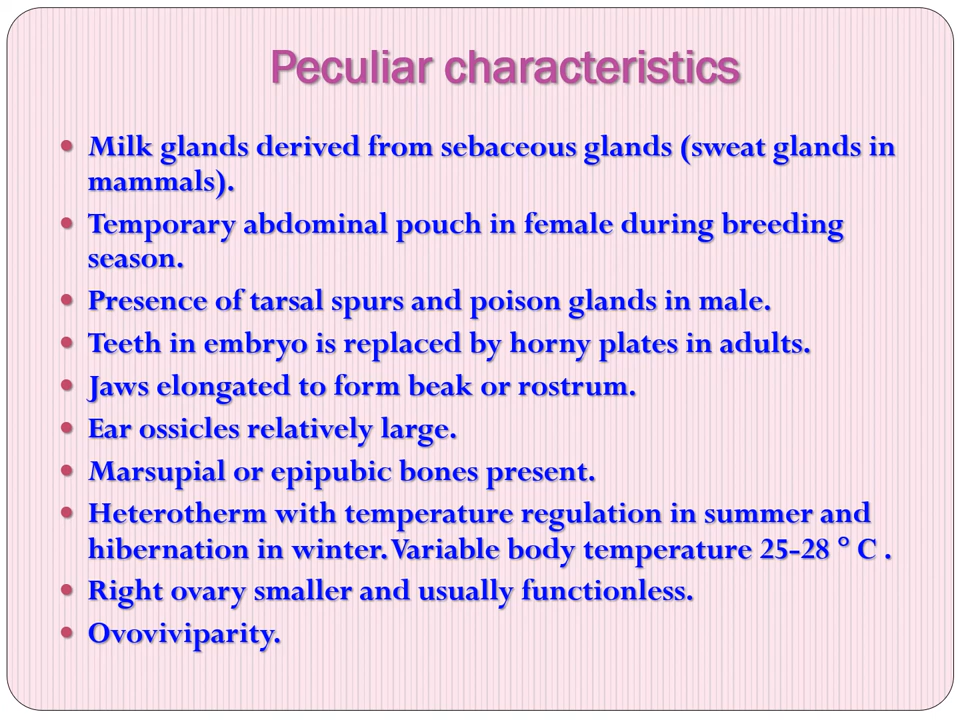 Peculiar characteristics
• Milk glands derived from sebaceous glands (sweat glands in
mammals).
• Temporary abdominal pouch in female during breeding
season.
• Presence of tarsal spurs and poison glands in male.
• Teeth in embryo is replaced by horny plates in adults.
• Jaws elongated to form beak or rostrum.
• Ear ossicles relatively large.
• Marsupial or epipubic bones present.
• Heterotherm with temperature regulation in summer and
hibernation in winter. Variable body temperature 25-28 ° C .
• Right ovary smaller and usually functionless.
• Ovoviviparity.